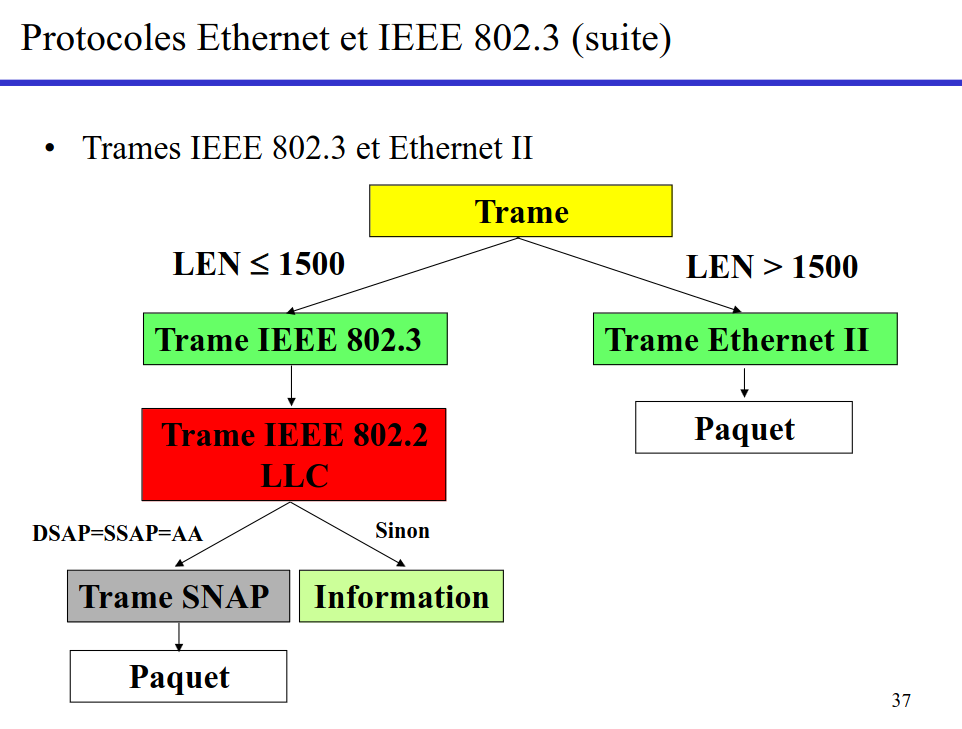 Protocoles Ethernet et IEEE 802.3 (suite)
• Trames IEEE 802.3 et Ethernet II
Trame
LEN ≤ 1500
LEN > 1500
Trame IEEE 802.3
Trame Ethernet II
Trame IEEE 802.2
LLC
Paquet
DSAP=SSAP=AA
Sinon
Trame SNAP
Information
Paquet
37